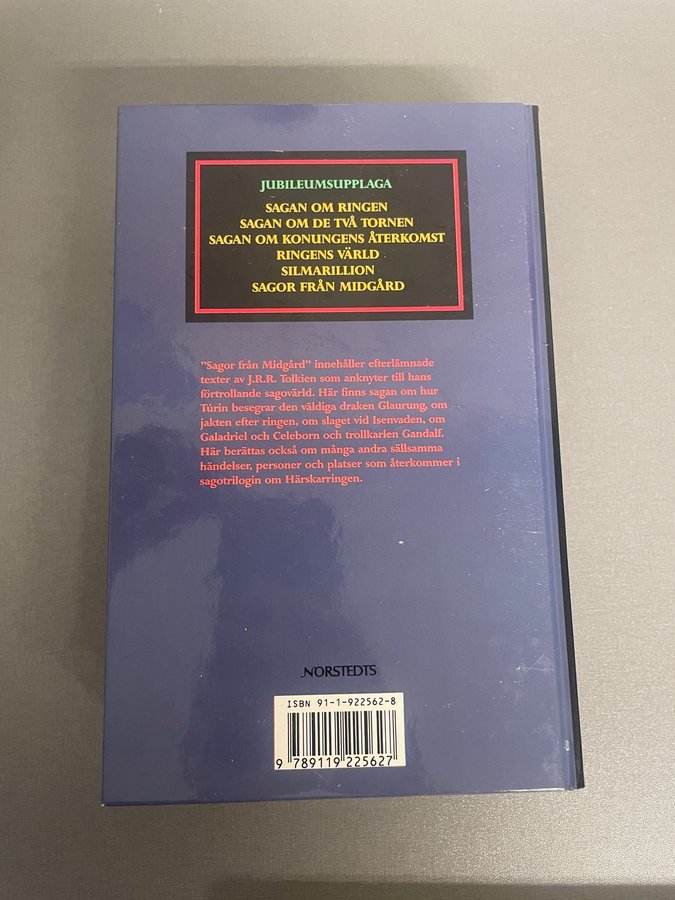 JUBILEUMSUPPLAGA
SAGAN OM RINGEN
SAGAN OM DE TVÅ TORNEN
SAGAN OM KONUNGENS ÅTERKOMST
RINGENS VÄRLD
SILMARILLION
SAGOR FRÅN MIDGÅRD
”Sagor från Midgård” innehåller efterlämnade
texter av J.R.R. Tolkien som anknyter till hans
förtrollande sagovärld. Här finns sagan om hur
Túrin besegrar den väldiga draken Glaurung, om
jakten efter ringen, om slaget vid Isenvaden, om
Galadriel och Celeborn och trollkarlen Gandalf.
Här berättas också om många andra sällsamma
händelser, personer och platser som återkommer i
sagotrilogin om Härskarringen.
NORSTEDTS
ISBN 91-1-922562-8
9 789119 225627